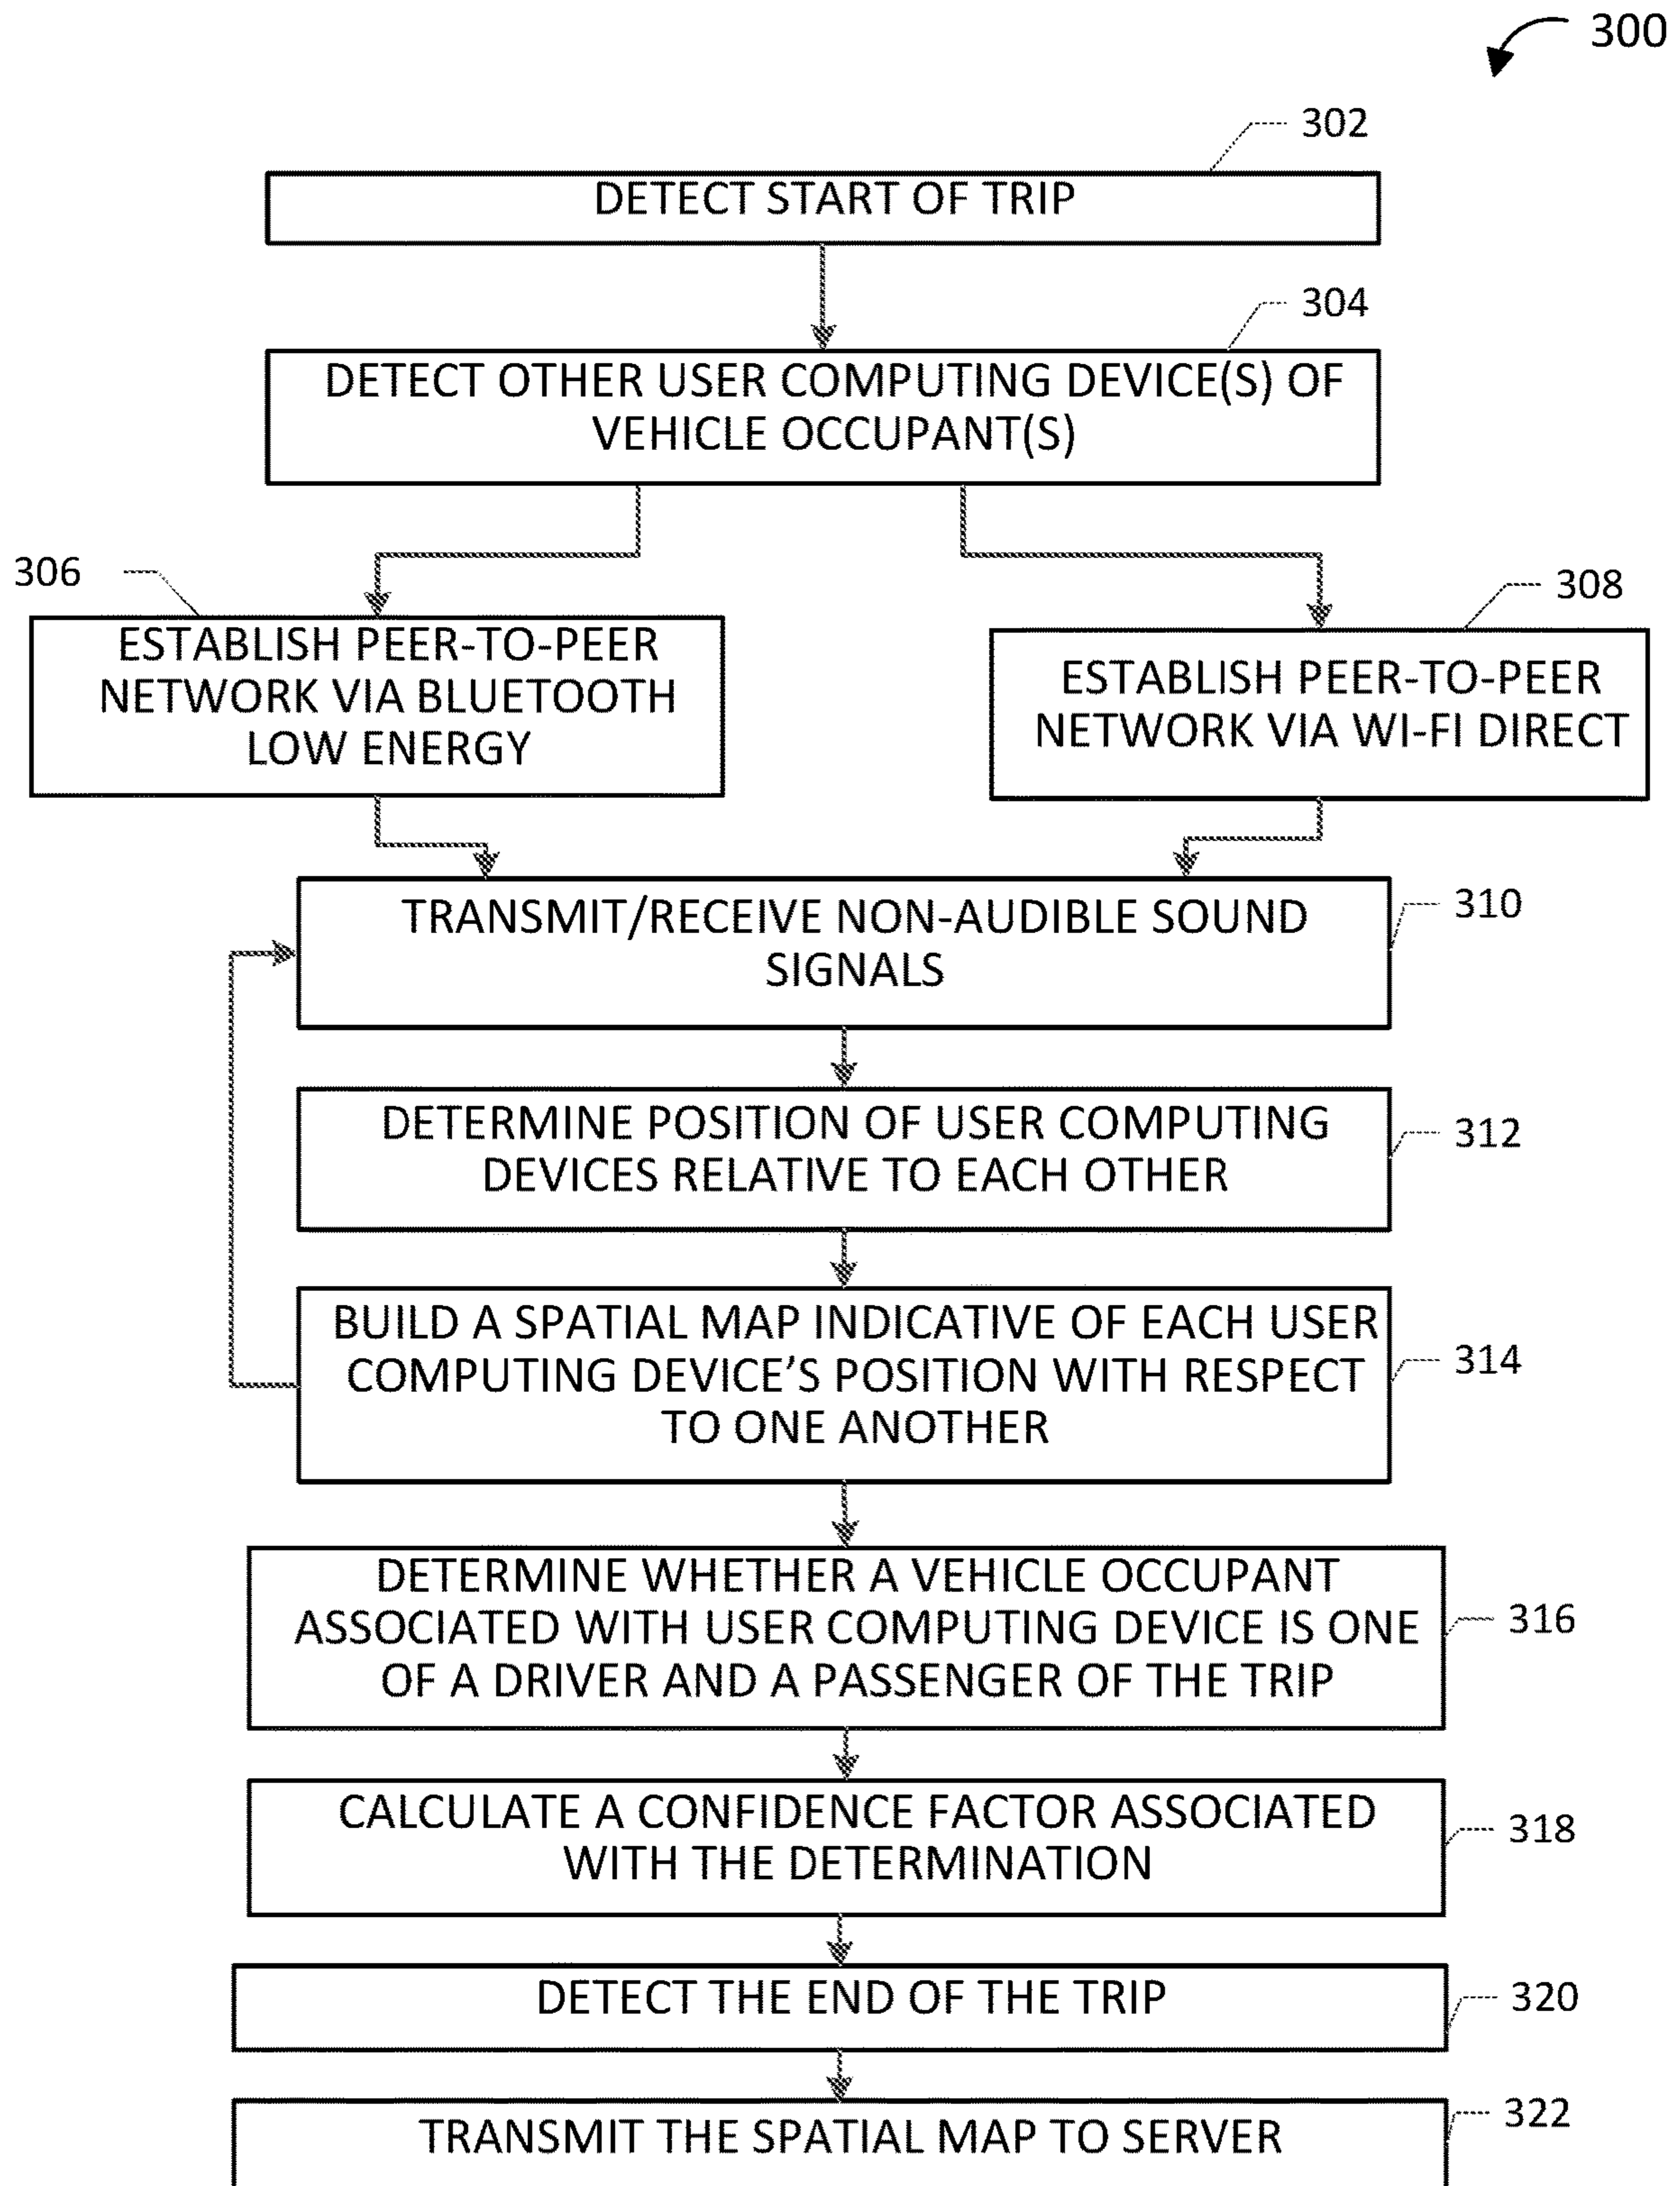 300
302
DETECT START OF TRIP
304
DETECT OTHER USER COMPUTING DEVICE(S) OF
VEHICLE OCCUPANT(S)
306
ESTABLISH PEER-TO-PEER
NETWORK VIA BLUETOOTH
LOW ENERGY
308
ESTABLISH PEER-TO-PEER
NETWORK VIA WI-FI DIRECT
TRANSMIT/RECEIVE NON-AUDIBLE SOUND
SIGNALS
310
DETERMINE POSITION OF USER COMPUTING
DEVICES RELATIVE TO EACH OTHER
312
BUILD A SPATIAL MAP INDICATIVE OF EACH USER
COMPUTING DEVICE’S POSITION WITH RESPECT
TO ONE ANOTHER
314
DETERMINE WHETHER A VEHICLE OCCUPANT
ASSOCIATED WITH USER COMPUTING DEVICE IS ONE
OF A DRIVER AND A PASSENGER OF THE TRIP
316
CALCULATE A CONFIDENCE FACTOR ASSOCIATED
WITH THE DETERMINATION
318
DETECT THE END OF THE TRIP
320
TRANSMIT THE SPATIAL MAP TO SERVER
322